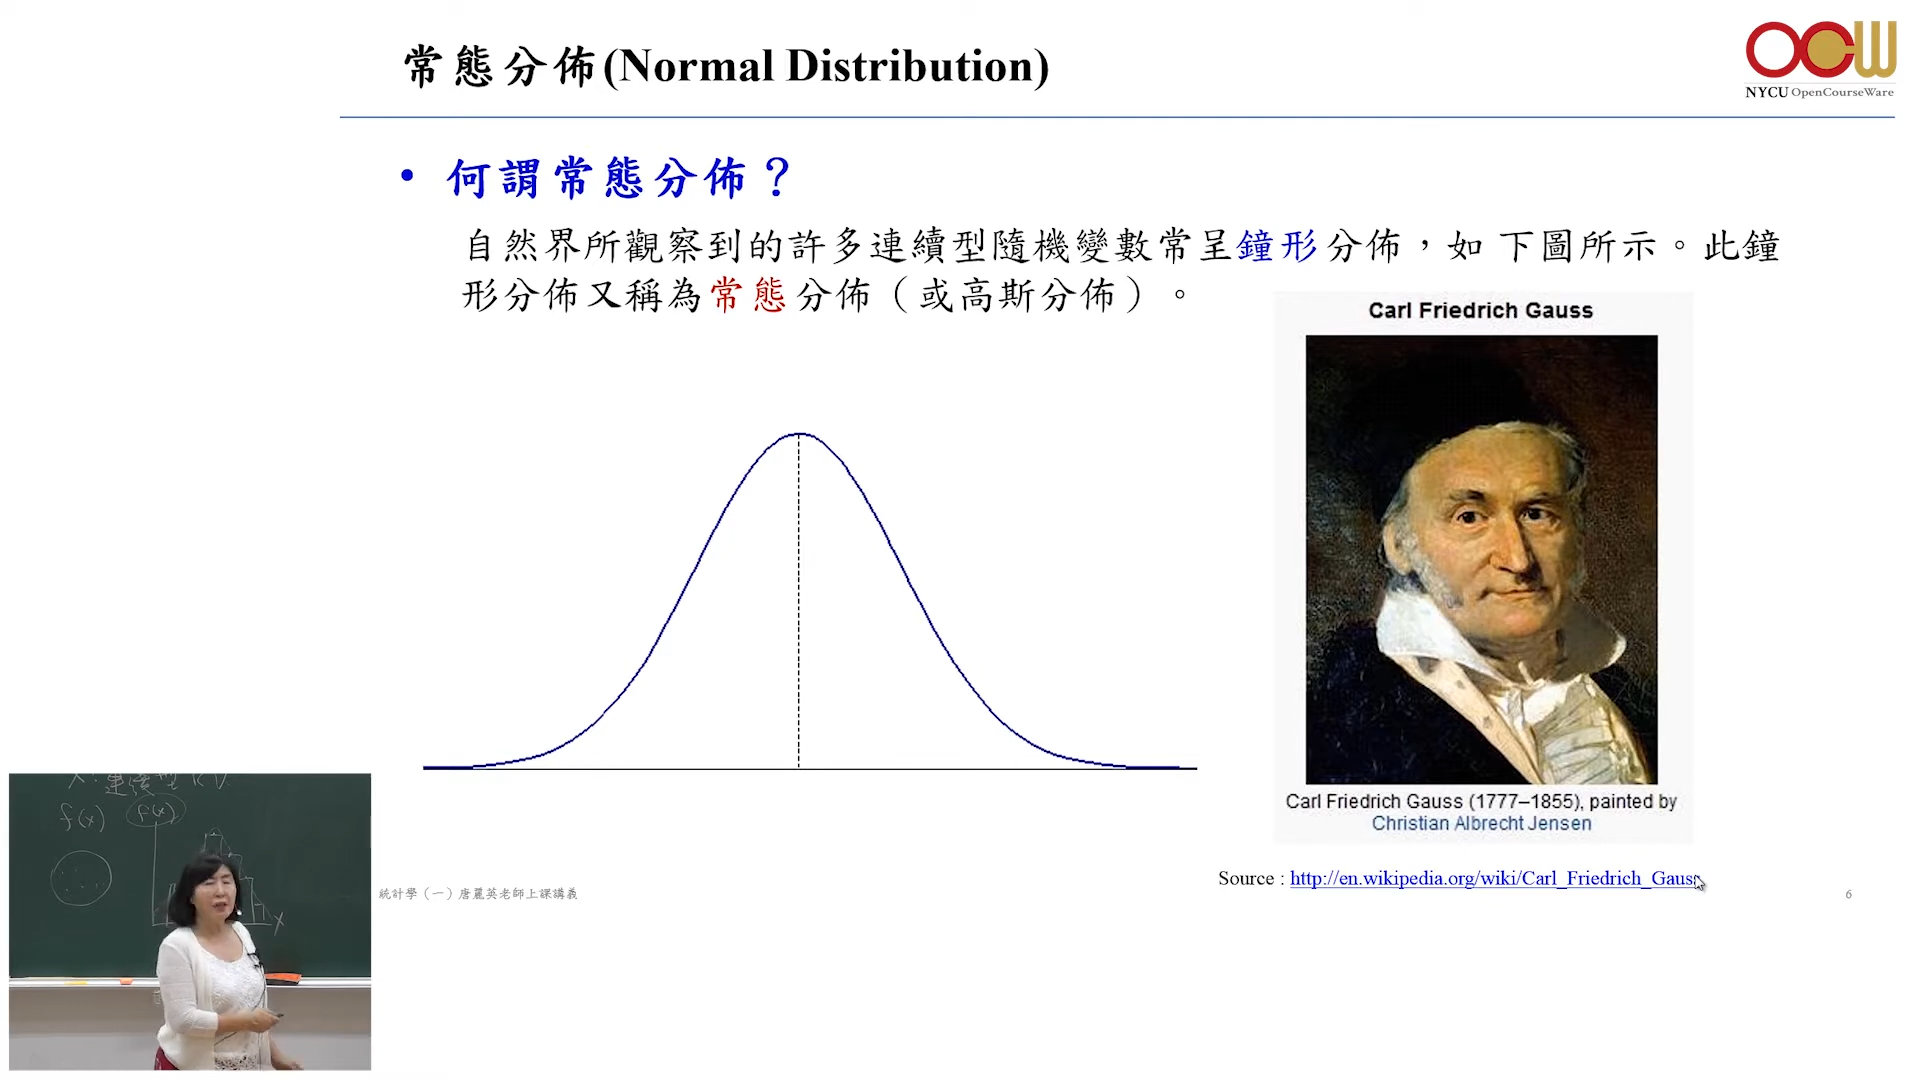 常態分佈(Normal Distribution)
OCW
NYCU OpenCourseWare
• 何謂常態分佈？
自然界所觀察到的許多連續型隨機變數常呈鐘形分佈，如 下圖所示。此鐘
形分佈又稱為常態分佈（或高斯分佈）。
Carl Friedrich Gauss
Carl Friedrich Gauss (1777–1855), painted by
Christian Albrecht Jensen
Source : http://en.wikipedia.org/wiki/Carl_Friedrich_Gauss
連續型 R.V.
f(x) f(x)
X
統計學（一）唐麗英老師上課講義
6